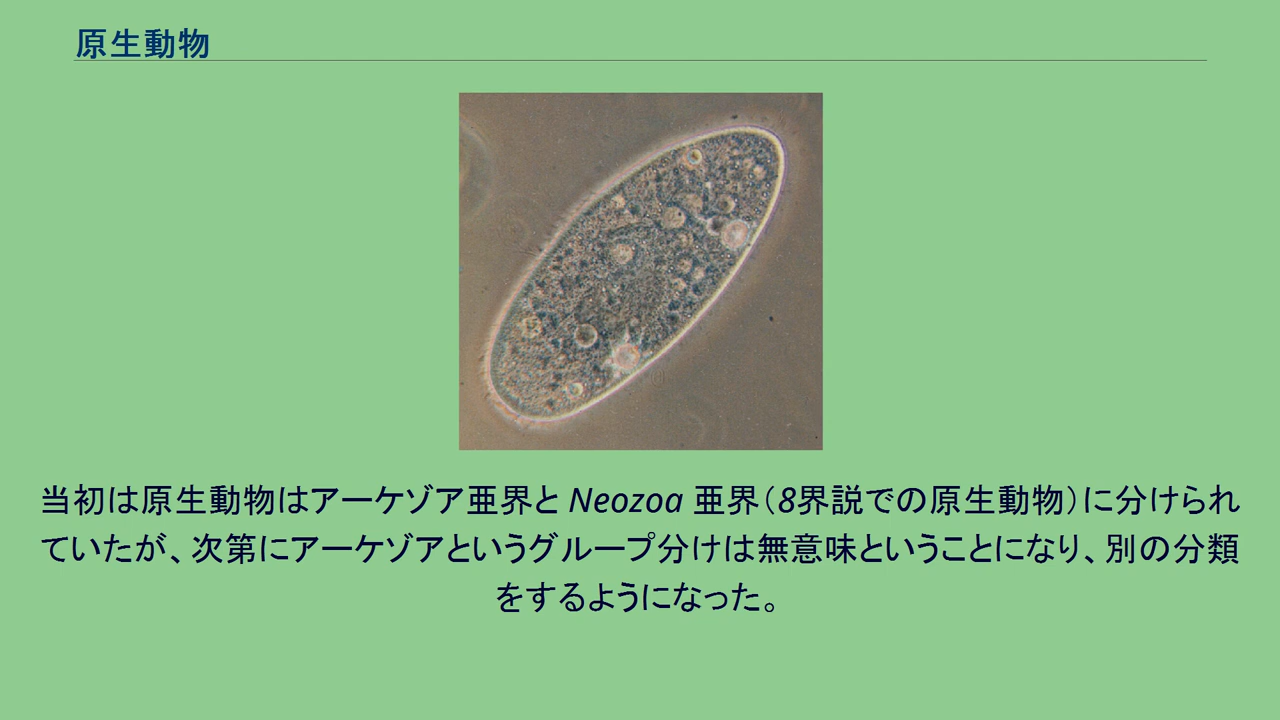 原生動物
当初は原生動物はアーケゾア亜界と Neozoa 亜界（8界説での原生動物）に分けられ
ていたが、次第にアーケゾアというグループ分けは無意味ということになり、別の分類
をするようになった。